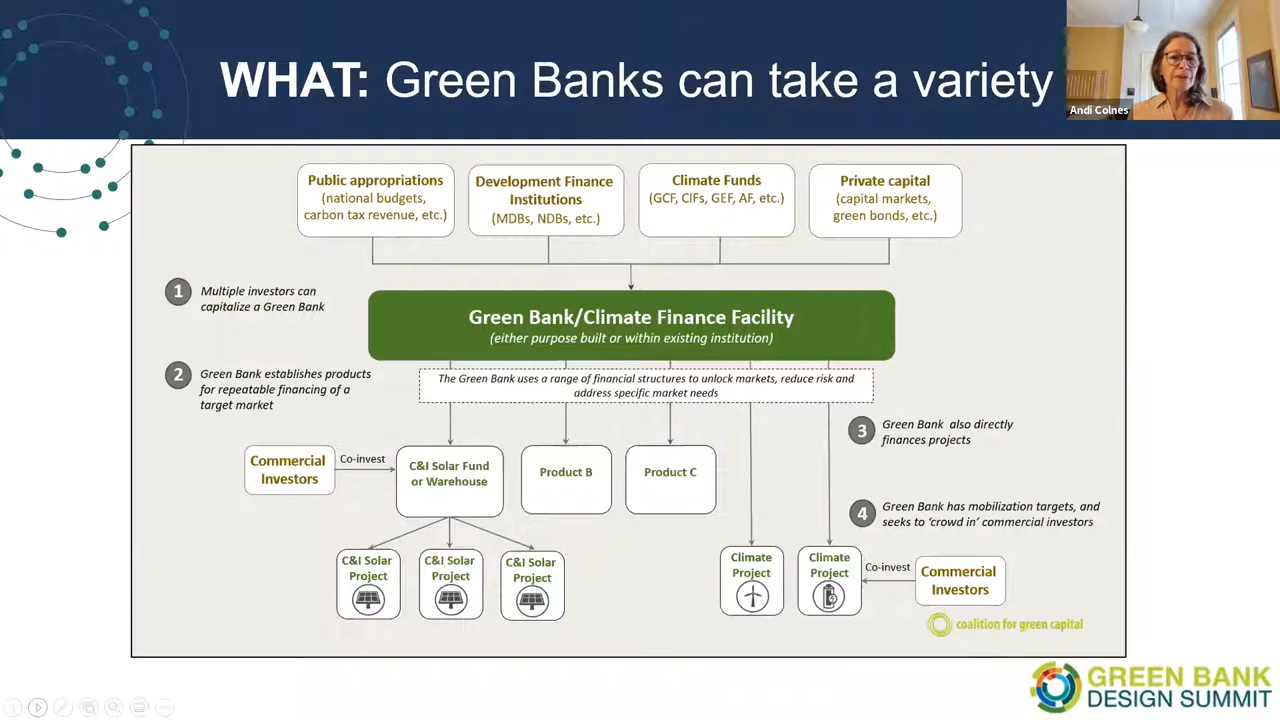 WHAT: Green Banks can take a variety
Andi Colnes
Public appropriations
(national budgets,
carbon tax revenue, etc.)
Development Finance
Institutions
(MDBs, NDBs, etc.)
Climate Funds
(GCF, CIFs, GEF, AF, etc.)
Private capital
(capital markets,
green bonds, etc.)
1
Multiple investors can
capitalize a Green Bank
Green Bank/Climate Finance Facility
(either purpose built or within existing institution)
2
Green Bank establishes products
for repeatable financing of a
target market
The Green Bank uses a range of financial structures to unlock markets, reduce risk and
address specific market needs
3
Green Bank also directly
finances projects
Commercial
Investors
Co-invest
C&I Solar Fund
or Warehouse
Product B
Product C
4
Green Bank has mobilization targets, and
seeks to ‘crowd in’ commercial investors
C&I Solar
Project
C&I Solar
Project
C&I Solar
Project
Climate
Project
Climate
Project
Co-invest
Commercial
Investors
coalition for green capital
GREEN BANK
DESIGN SUMMIT